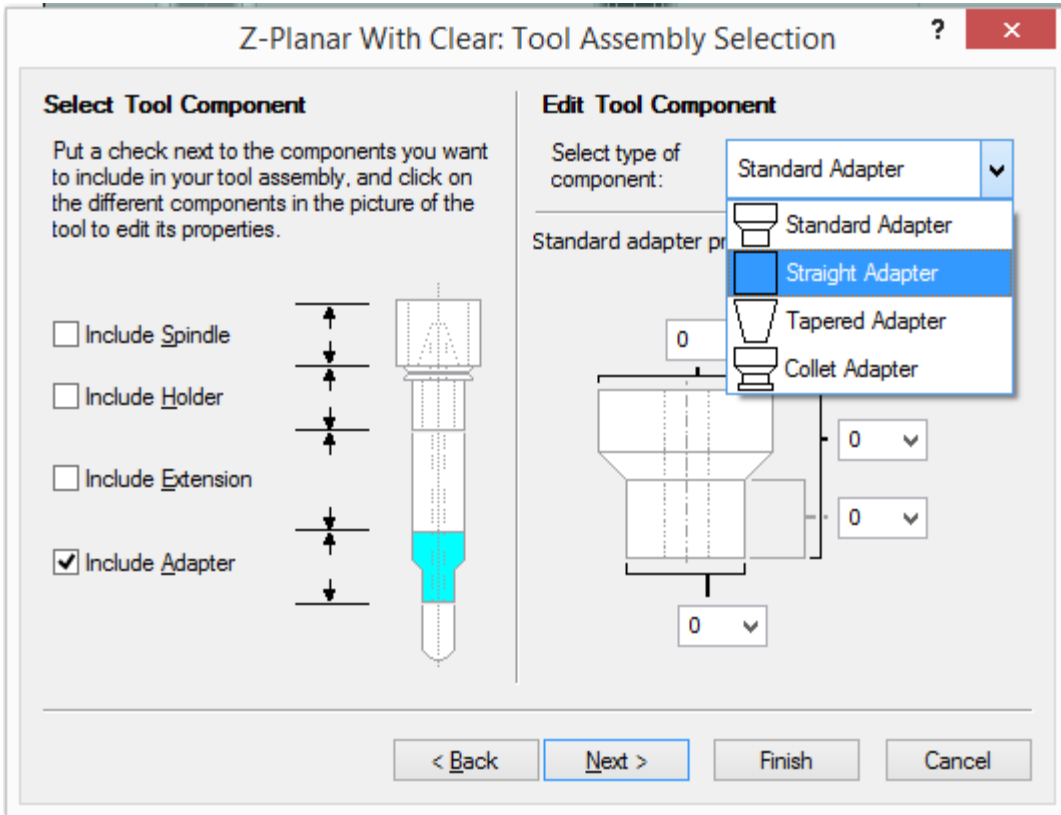 Z-Planar With Clear: Tool Assembly Selection
?
Select Tool Component
Put a check next to the components you want
to include in your tool assembly, and click on
the different components in the picture of the
tool to edit its properties.
Include Spindle
Include Holder
Include Extension
Include Adapter
Edit Tool Component
Select type of
component:
Standard Adapter
Standard Adapter
Straight Adapter
Tapered Adapter
Collet Adapter
Standard adapter pr
0
0
0
0
< Back
Next >
Finish
Cancel